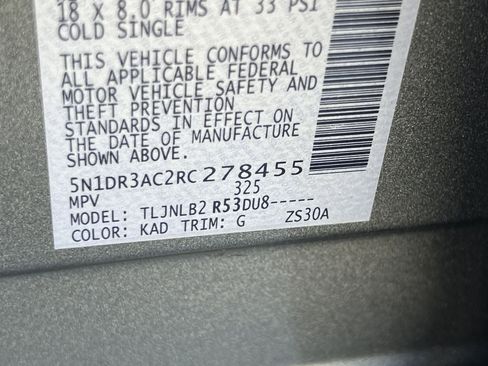 18 X 8.0 RIMS AT 33 PSI
COLD SINGLE
THIS VEHICLE CONFORMS TO
ALL APPLICABLE FEDERAL
MOTOR VEHICLE SAFETY AND
THEFT PREVENTION
STANDARDS IN EFFECT ON
THE DATE OF MANUFACTURE
SHOWN ABOVE.
5N1DR3AC2RC278455
MPV 325
MODEL: TLJNLB2 R53DU8-----
COLOR: KAD TRIM: G ZS30A